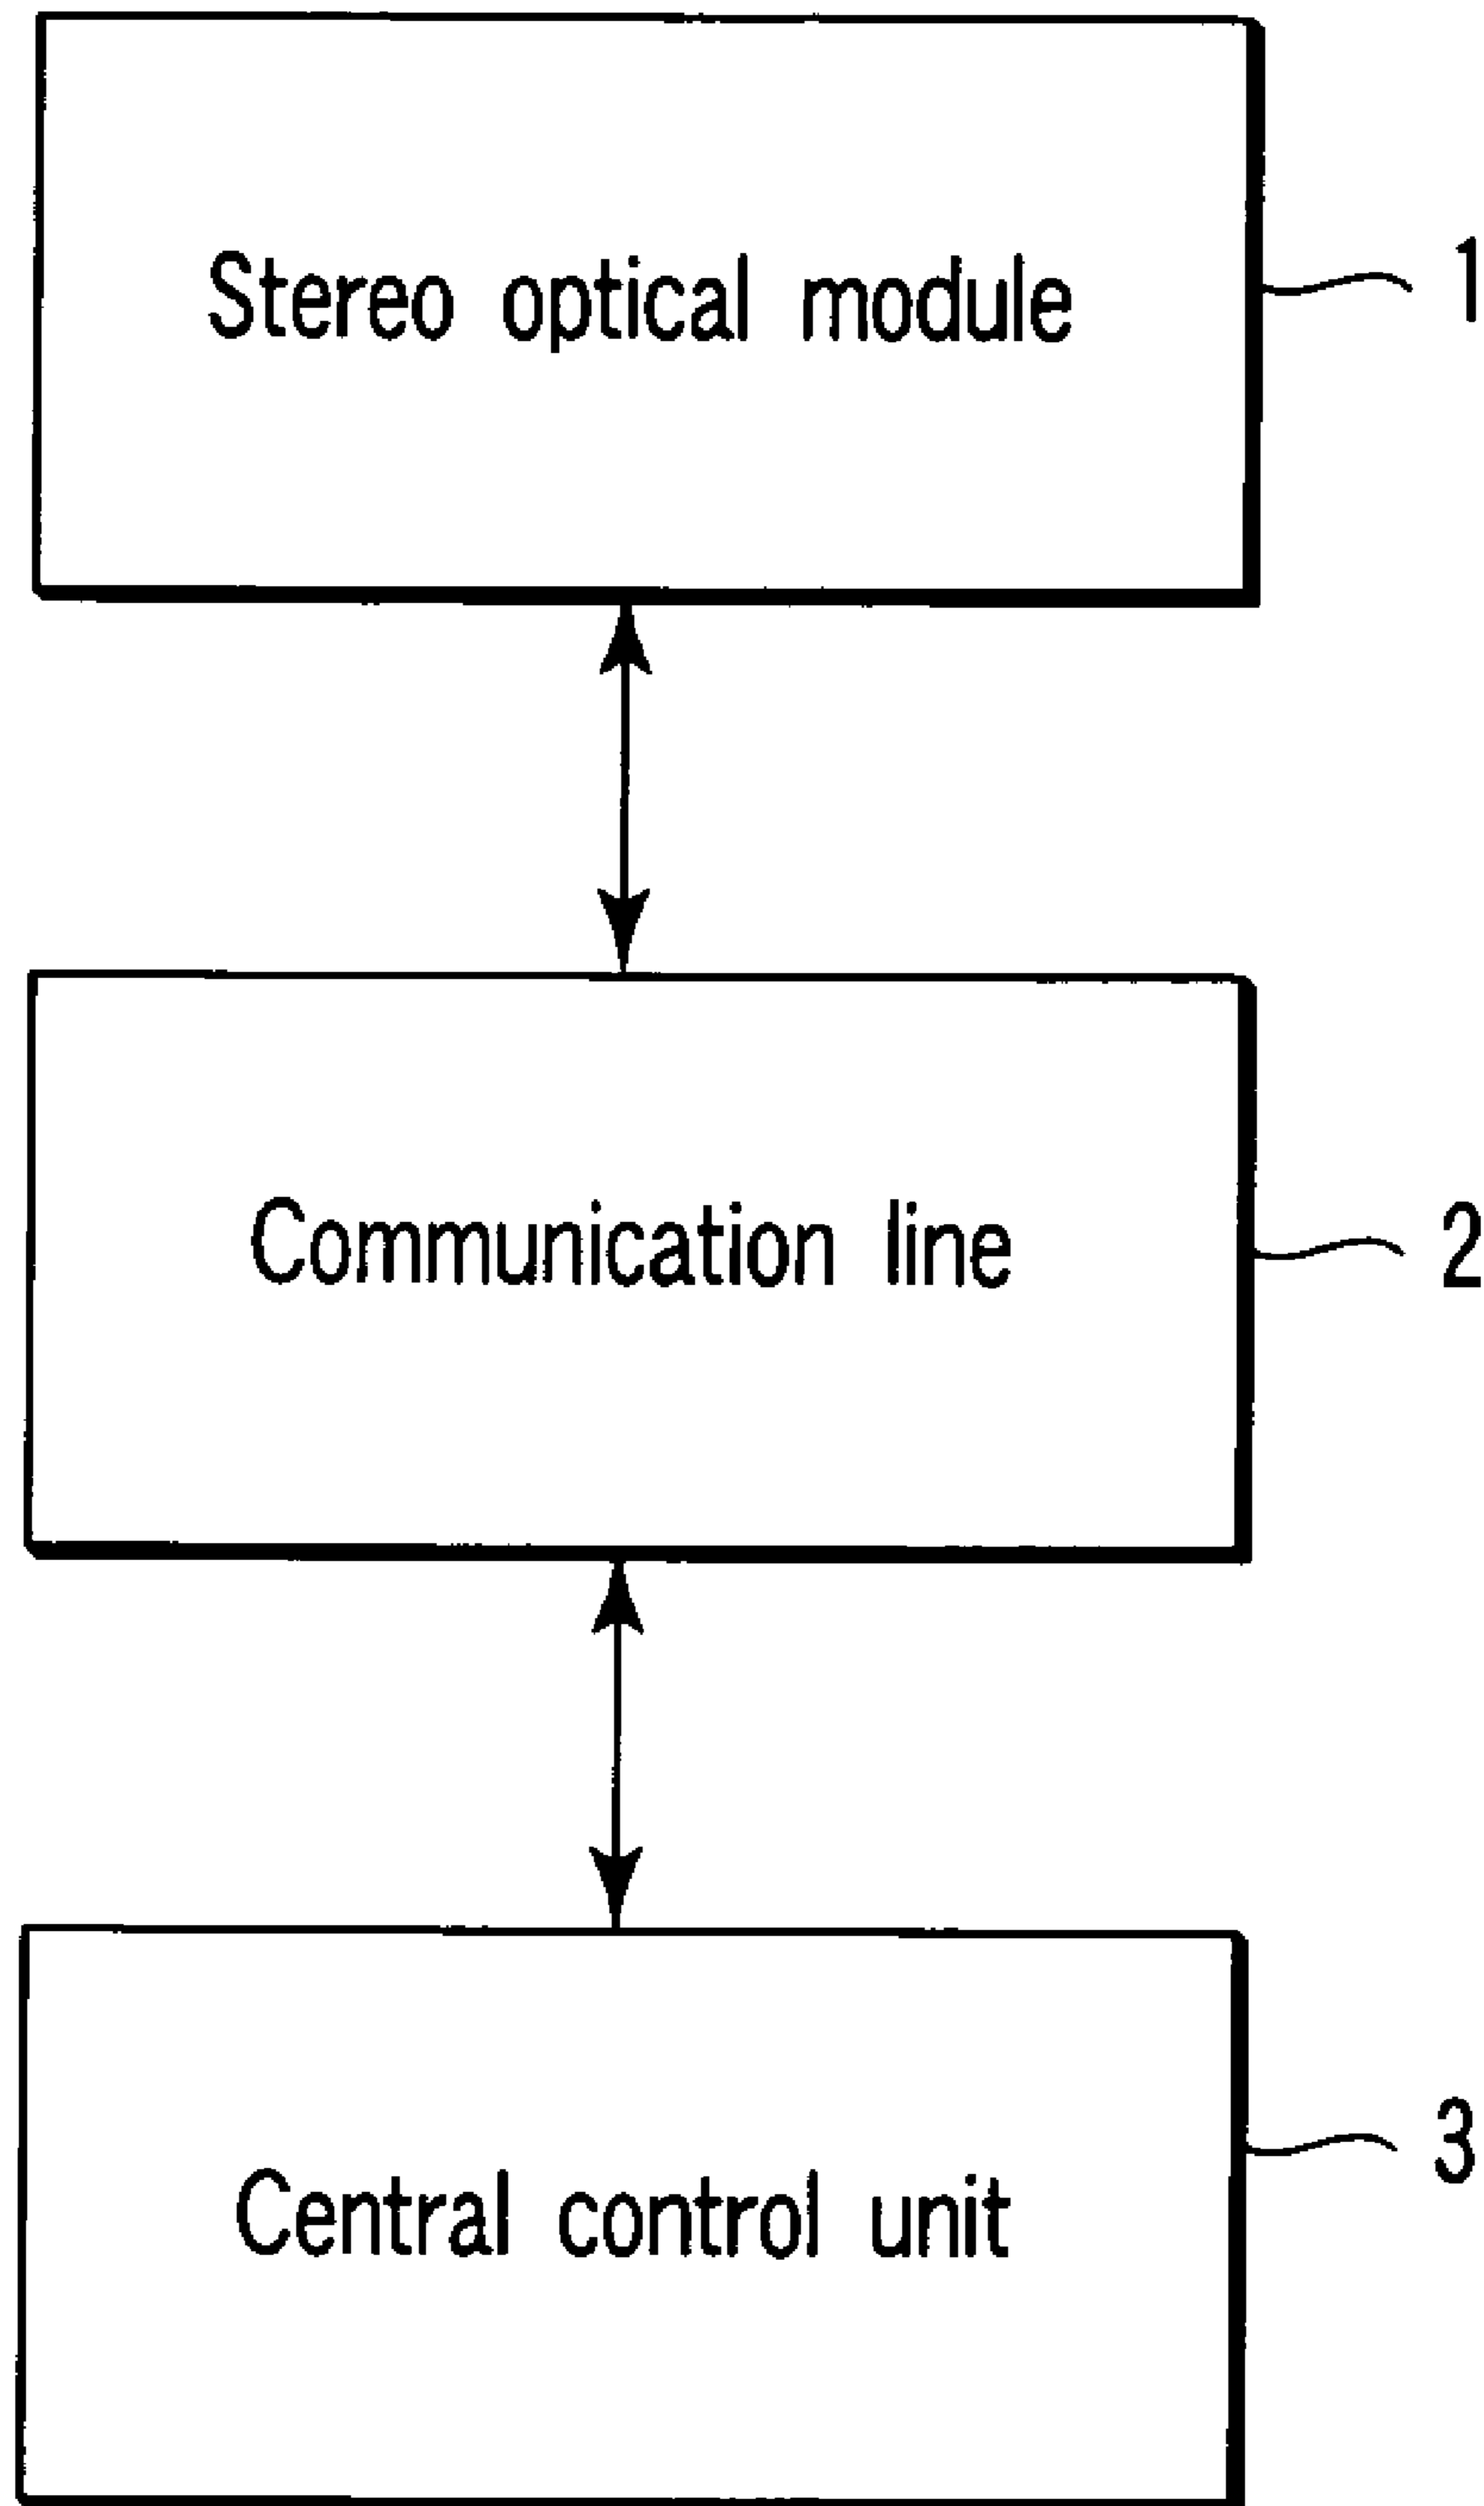 Stereo optical module
1
Communication line
2
Central control unit
3